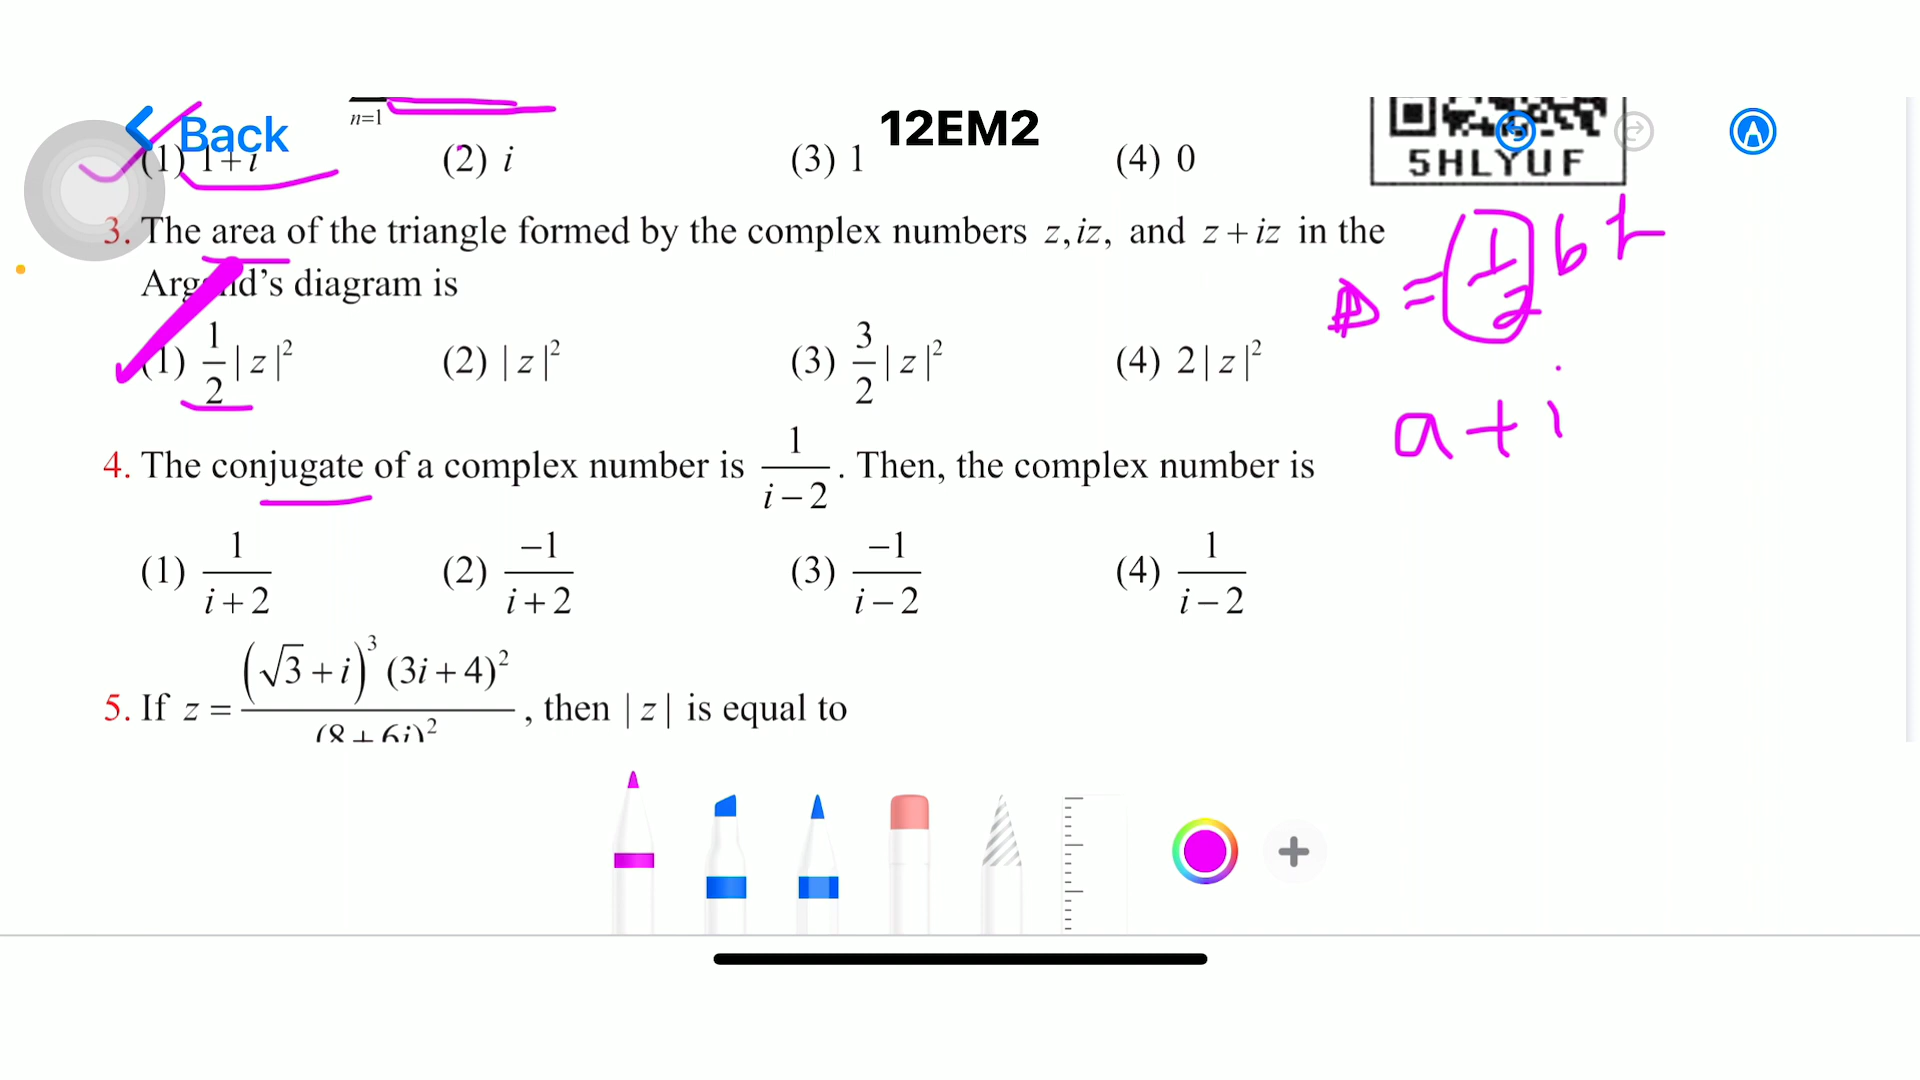 Back
12EM2
n=1
(1) 1+i (2) i (3) 1 (4) 0
5HLYUF
3. The area of the triangle formed by the complex numbers z, iz, and z+iz in the
Argand's diagram is
(1) 1/2 |z|² (2) |z|² (3) 3/2 |z|² (4) 2|z|²
= (1/2) b h
a + i
4. The conjugate of a complex number is 1/(i−2). Then, the complex number is
(1) 1/(i+2) (2) −1/(i+2) (3) −1/(i−2) (4) 1/(i−2)
5. If z = (√3+i)³ (3i+4)² / (8+6i)², then |z| is equal to